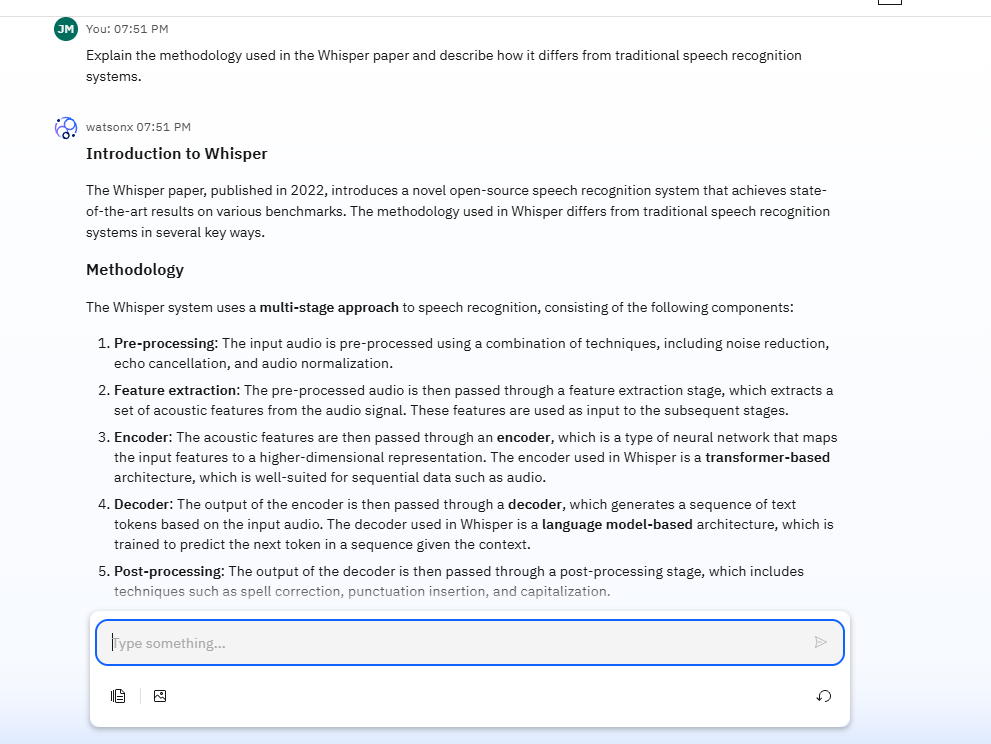 JM You: 07:51 PM
Explain the methodology used in the Whisper paper and describe how it differs from traditional speech recognition
systems.
watsonx 07:51 PM
Introduction to Whisper
The Whisper paper, published in 2022, introduces a novel open-source speech recognition system that achieves state-
of-the-art results on various benchmarks. The methodology used in Whisper differs from traditional speech recognition
systems in several key ways.
Methodology
The Whisper system uses a multi-stage approach to speech recognition, consisting of the following components:
1. Pre-processing: The input audio is pre-processed using a combination of techniques, including noise reduction,
echo cancellation, and audio normalization.
2. Feature extraction: The pre-processed audio is then passed through a feature extraction stage, which extracts a
set of acoustic features from the audio signal. These features are used as input to the subsequent stages.
3. Encoder: The acoustic features are then passed through an encoder, which is a type of neural network that maps
the input features to a higher-dimensional representation. The encoder used in Whisper is a transformer-based
architecture, which is well-suited for sequential data such as audio.
4. Decoder: The output of the encoder is then passed through a decoder, which generates a sequence of text
tokens based on the input audio. The decoder used in Whisper is a language model-based architecture, which is
trained to predict the next token in a sequence given the context.
5. Post-processing: The output of the decoder is then passed through a post-processing stage, which includes
techniques such as spell correction, punctuation insertion, and capitalization.
Type something...